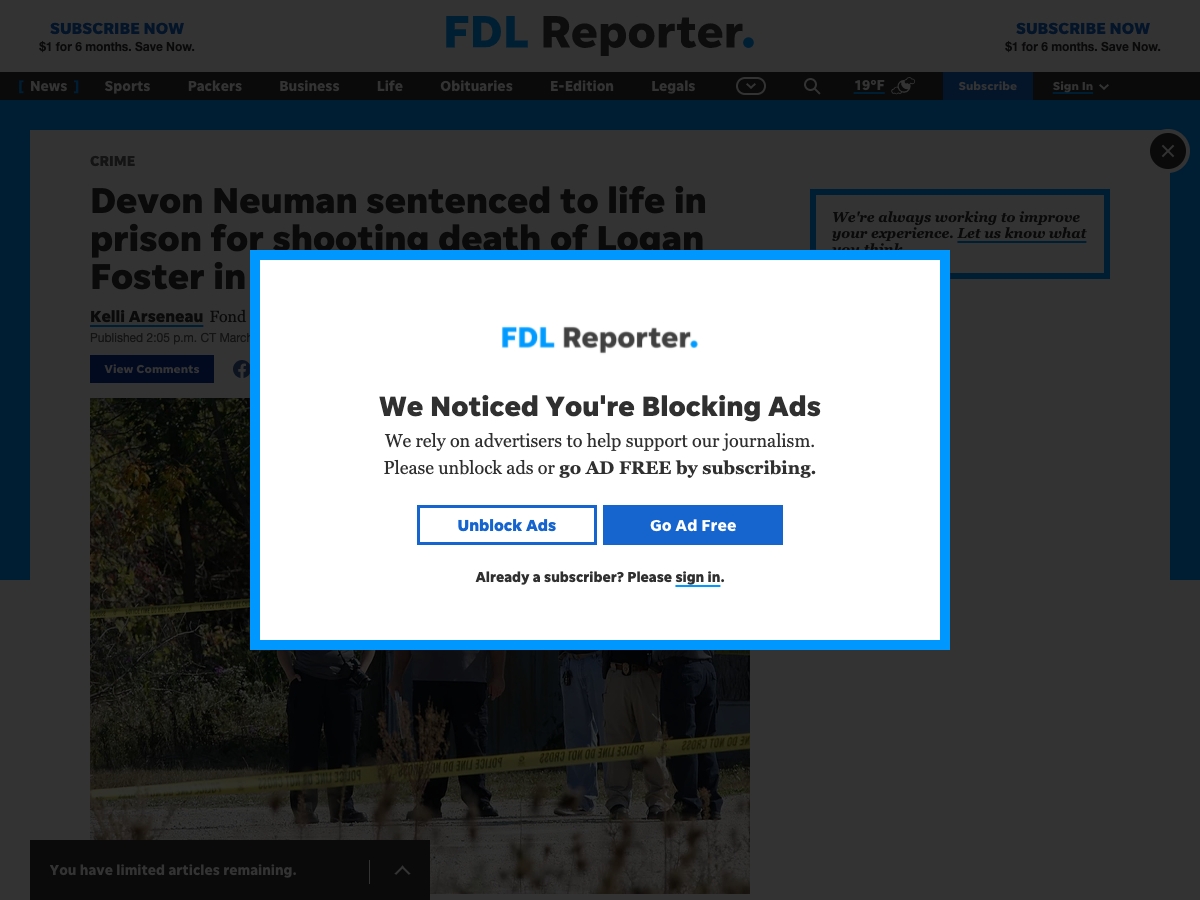 SUBSCRIBE NOW
$1 for 6 months. Save Now.
FDL Reporter.
SUBSCRIBE NOW
$1 for 6 months. Save Now.
[ News ] Sports Packers Business Life Obituaries E-Edition Legals 19°F Subscribe Sign In
CRIME
Devon Neuman sentenced to life in
prison for shooting death of Logan
Foster in
Kelli Arseneau Fond
Published 2:05 p.m. CT March
View Comments
We're always working to improve
your experience. Let us know what
you think.
FDL Reporter.
We Noticed You're Blocking Ads
We rely on advertisers to help support our journalism.
Please unblock ads or go AD FREE by subscribing.
Unblock Ads Go Ad Free
Already a subscriber? Please sign in.
POLICE LINE DO NOT CROSS
You have limited articles remaining.